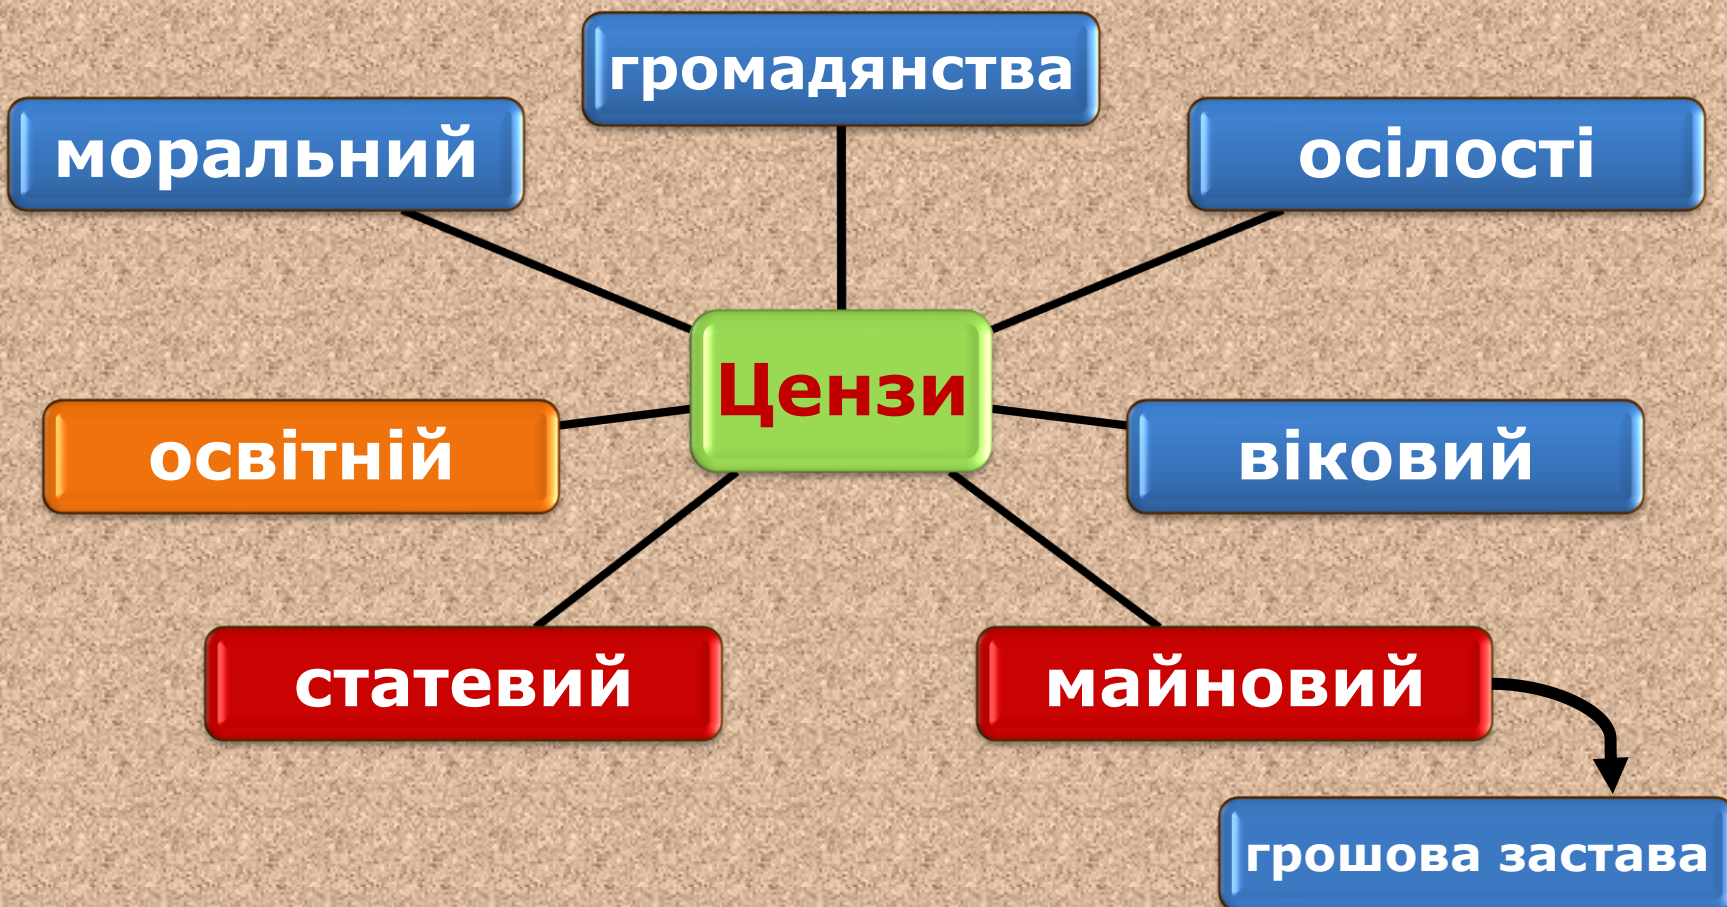 громадянства
моральний
осілості
Цензи
освітній
віковий
статевий
майновий
грошова застава